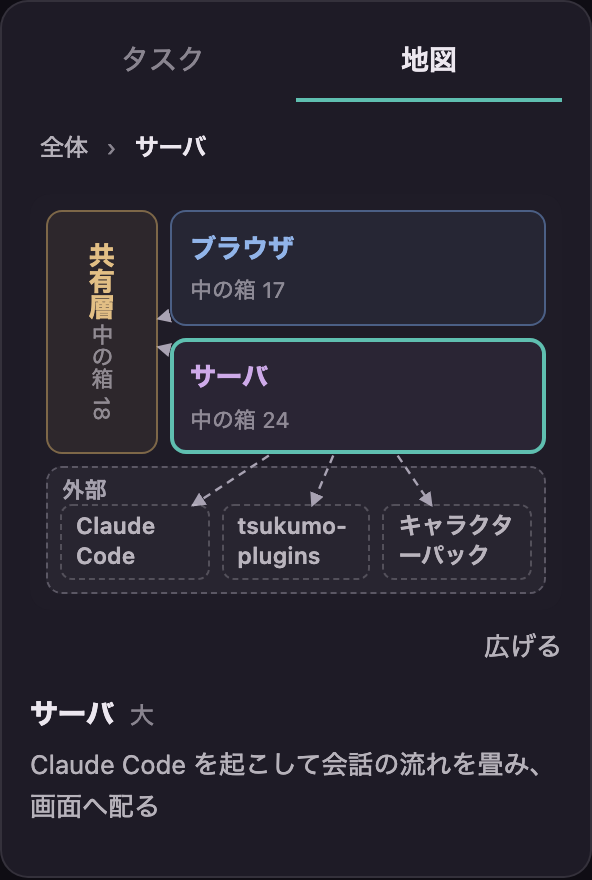 タスク
地図
全体 › サーバ
共有層 中の箱 18
ブラウザ
中の箱 17
サーバ
中の箱 24
外部
Claude
Code
tsukumo-
plugins
キャラクタ
ーパック
広げる
サーバ 大
Claude Code を起こして会話の流れを畳み、
画面へ配る